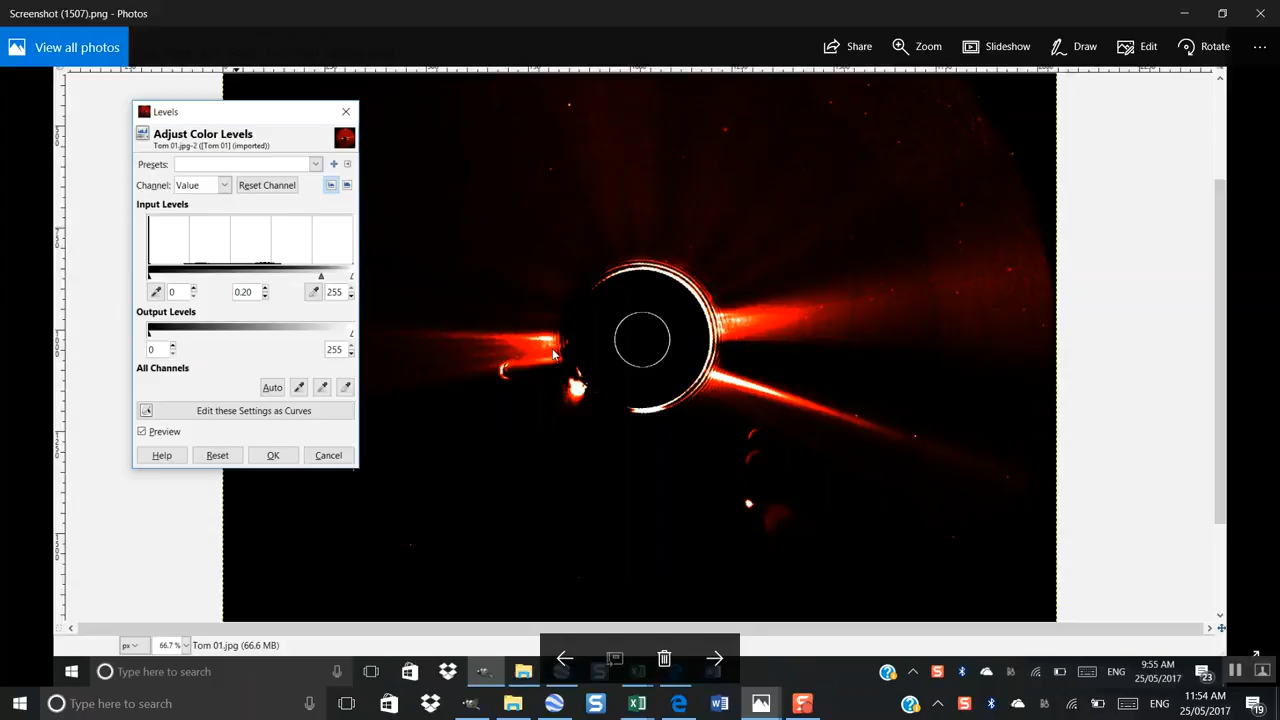 Screenshot (1507).png - Photos
View all photos
Share
Zoom
Slideshow
Draw
Edit
Rotate
Levels
Adjust Color Levels
Tom 01.jpg-2 ([Tom 01] (imported))
Presets:
Channel: Value Reset Channel
Input Levels
0 0.20 255
Output Levels
0 255
All Channels
Auto
Edit these Settings as Curves
Preview
Help Reset OK Cancel
px 66.7 % Tom 01.jpg (66.6 MB)
Type here to search
ENG 9:55 AM
25/05/2017 23
Type here to search
ENG 11:54 AM
25/05/2017 19